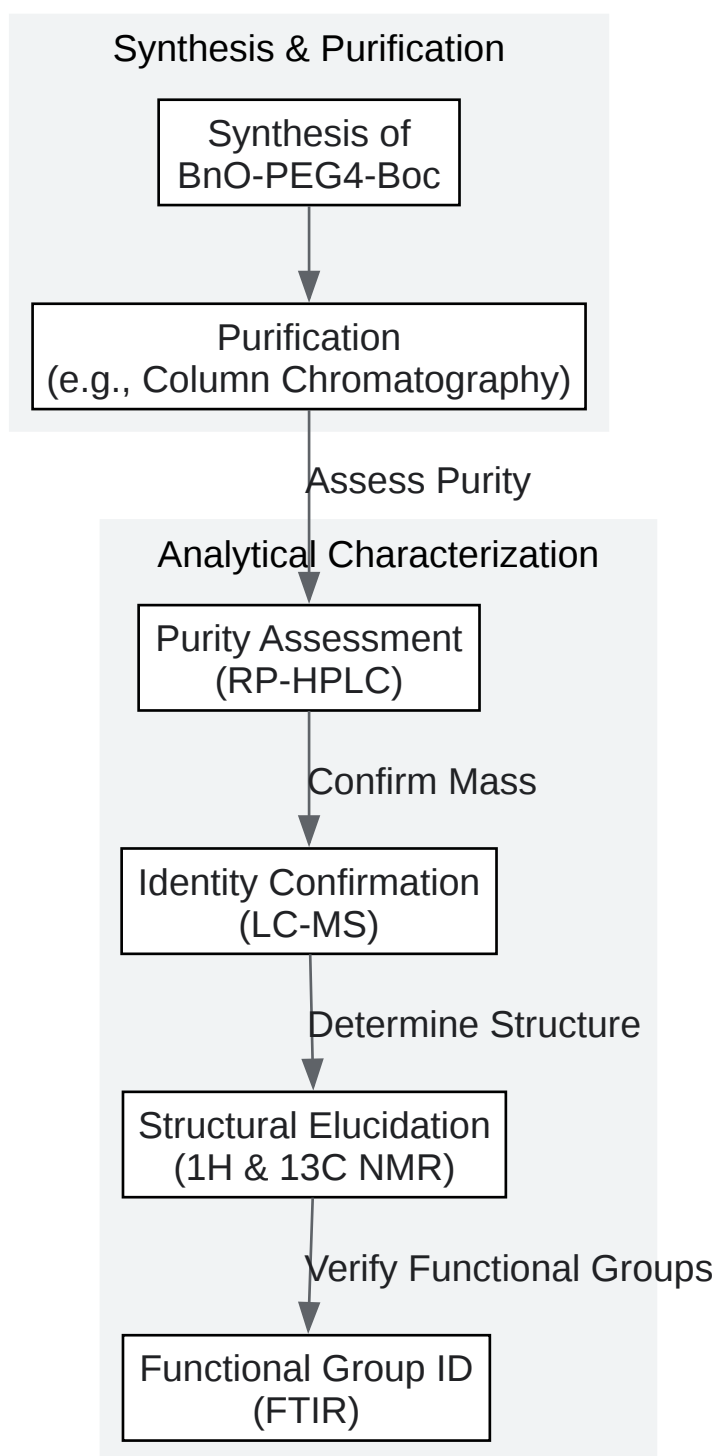 Synthesis & Purification
Synthesis of
BnO-PEG4-Boc
Purification
(e.g., Column Chromatography)
Assess Purity
Analytical Characterization
Purity Assessment
(RP-HPLC)
Confirm Mass
Identity Confirmation
(LC-MS)
Determine Structure
Structural Elucidation
(1H & 13C NMR)
Verify Functional Groups
Functional Group ID
(FTIR)